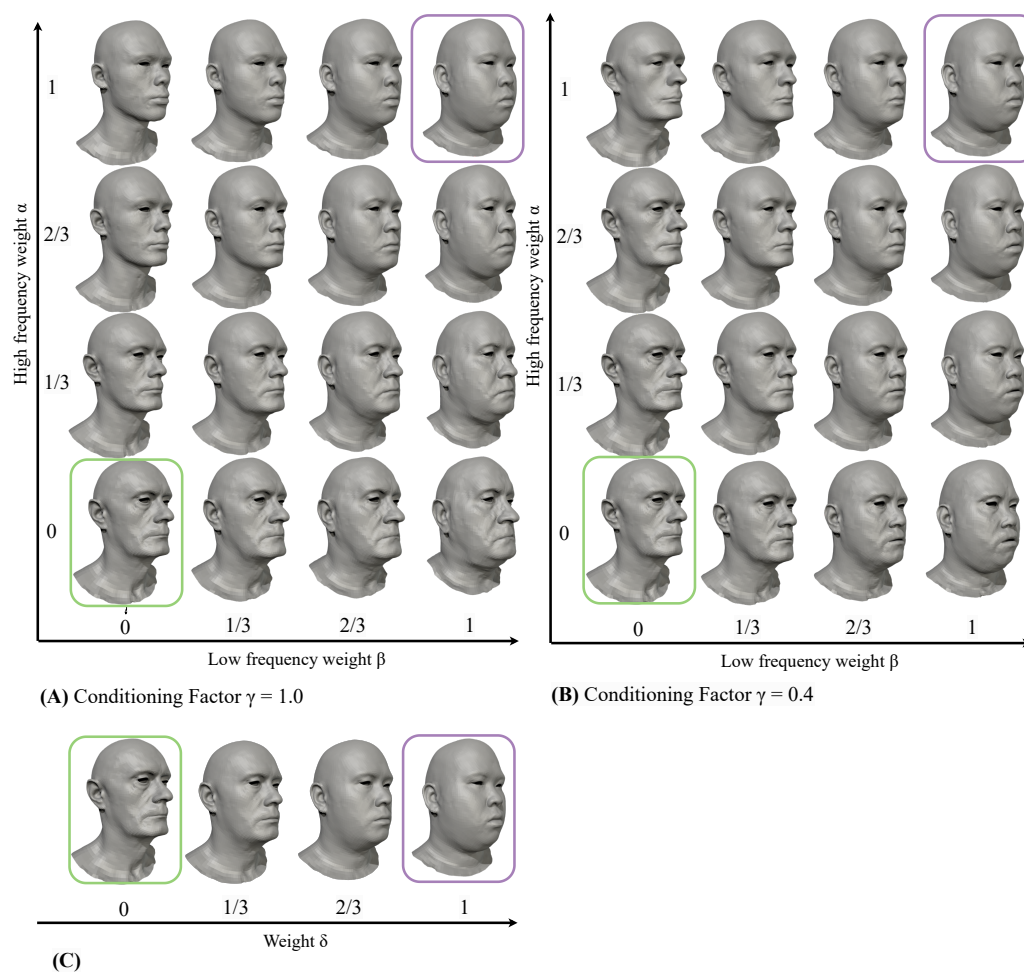 High frequency weight α
1
2/3
1/3
0
0
1/3
2/3
1
Low frequency weight β
(A) Conditioning Factor γ = 1.0
High frequency weight α
1
2/3
1/3
0
0
1/3
2/3
1
Low frequency weight β
(B) Conditioning Factor γ = 0.4
0
1/3
2/3
1
Weight δ
(C)